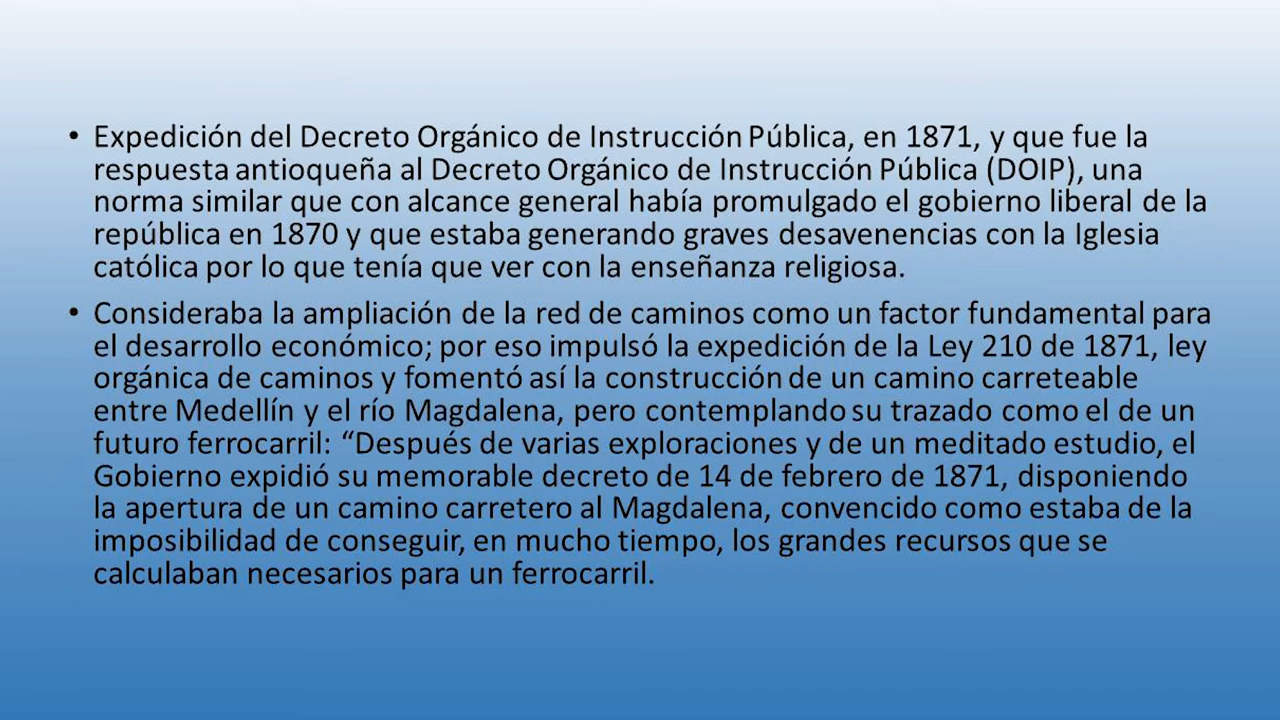 • Expedición del Decreto Orgánico de Instrucción Pública, en 1871, y que fue la
respuesta antioqueña al Decreto Orgánico de Instrucción Pública (DOIP), una
norma similar que con alcance general había promulgado el gobierno liberal de la
república en 1870 y que estaba generando graves desavenencias con la Iglesia
católica por lo que tenía que ver con la enseñanza religiosa.
• Consideraba la ampliación de la red de caminos como un factor fundamental para
el desarrollo económico; por eso impulsó la expedición de la Ley 210 de 1871, ley
orgánica de caminos y fomentó así la construcción de un camino carreteable
entre Medellín y el río Magdalena, pero contemplando su trazado como el de un
futuro ferrocarril: “Después de varias exploraciones y de un meditado estudio, el
Gobierno expidió su memorable decreto de 14 de febrero de 1871, disponiendo
la apertura de un camino carretero al Magdalena, convencido como estaba de la
imposibilidad de conseguir, en mucho tiempo, los grandes recursos que se
calculaban necesarios para un ferrocarril.